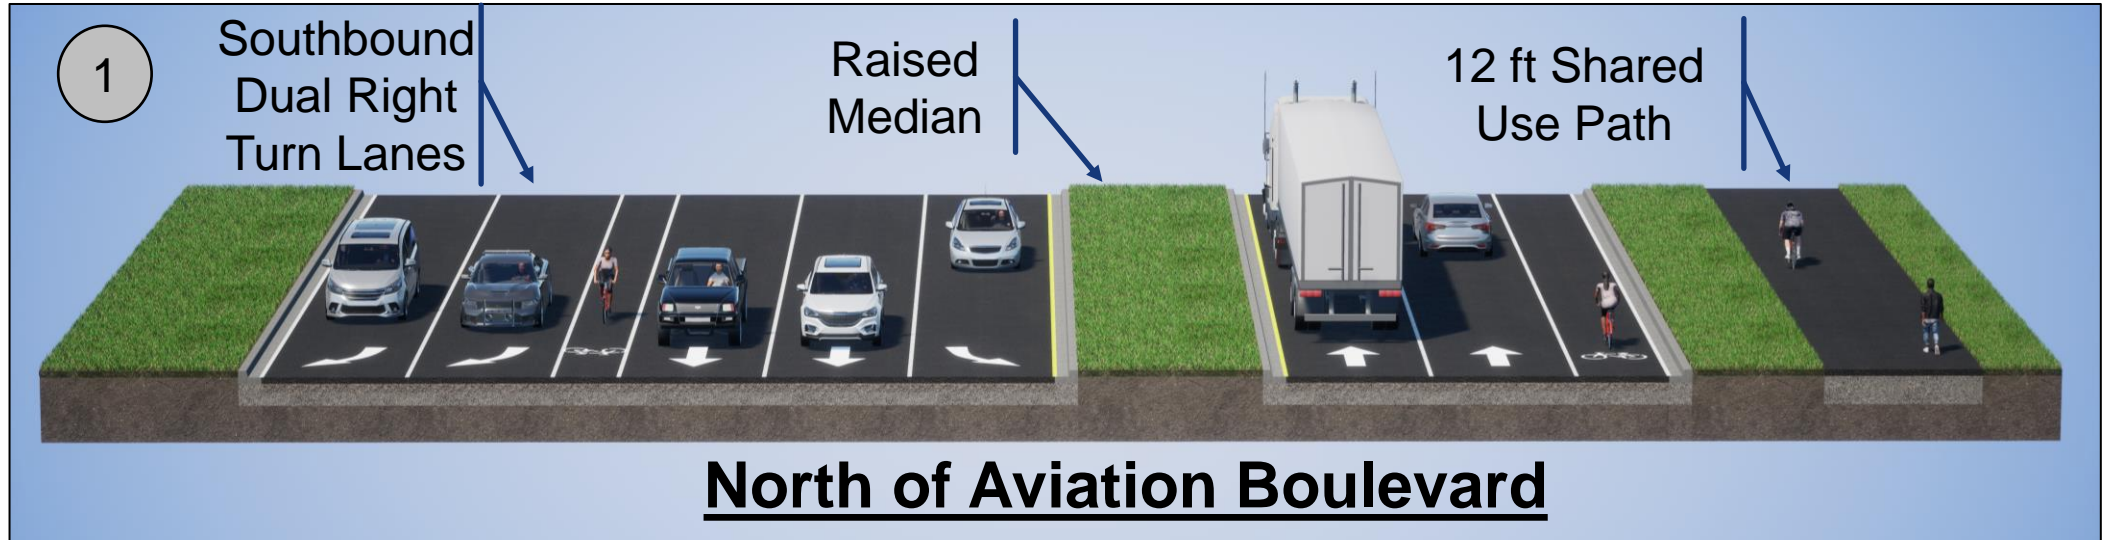 1
Southbound
Dual Right
Turn Lanes
Raised
Median
12 ft Shared
Use Path
North of Aviation Boulevard